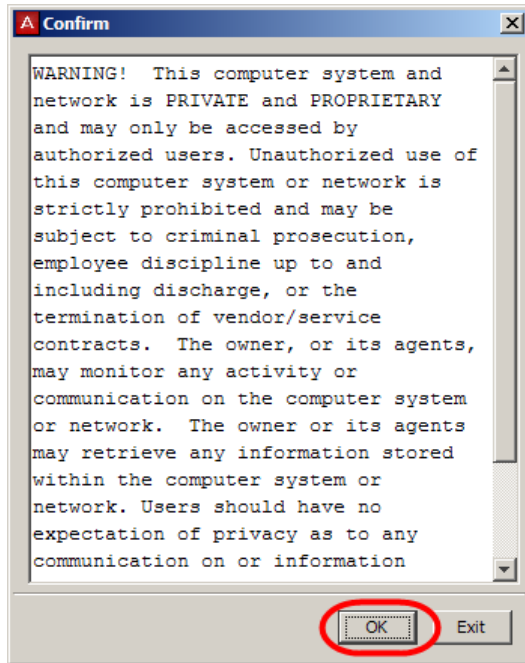 A Confirm
WARNING!  This computer system and
network is PRIVATE and PROPRIETARY
and may only be accessed by
authorized users. Unauthorized use of
this computer system or network is
strictly prohibited and may be
subject to criminal prosecution,
employee discipline up to and
including discharge, or the
termination of vendor/service
contracts.  The owner, or its agents,
may monitor any activity or
communication on the computer system
or network.  The owner or its agents
may retrieve any information stored
within the computer system or
network. Users should have no
expectation of privacy as to any
communication on or information
OK Exit